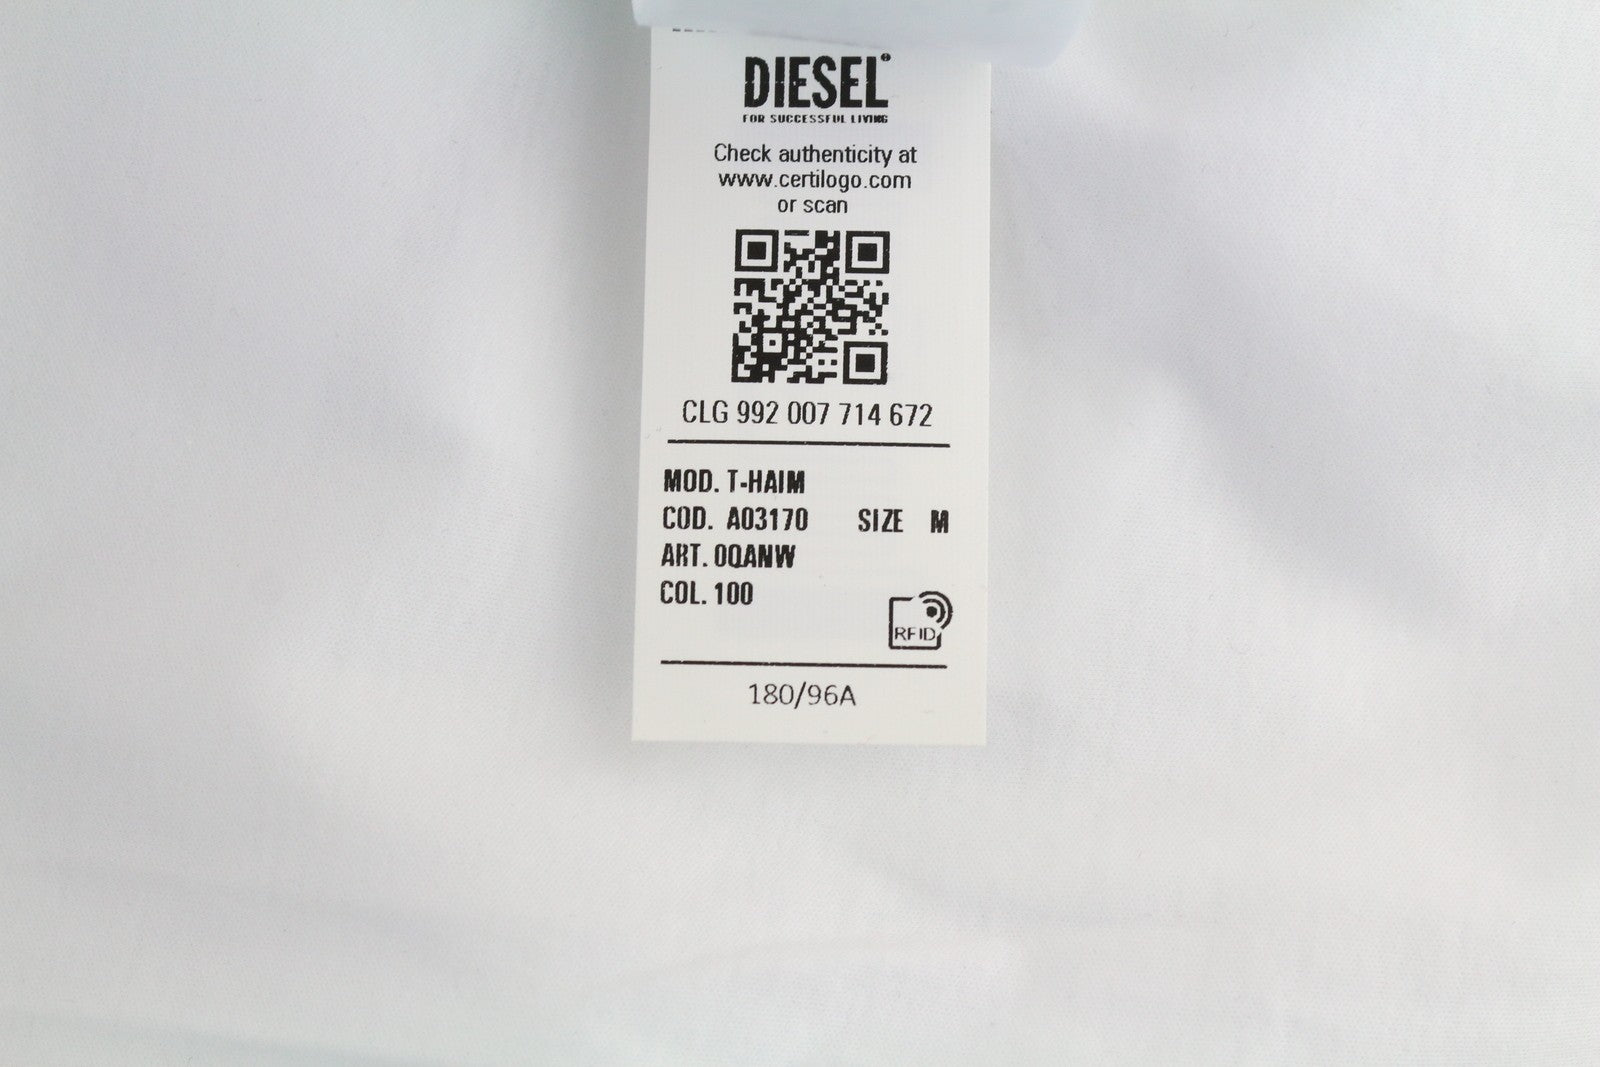 DIESEL®
FOR SUCCESSFUL LIVING
Check authenticity at
www.certilogo.com
or scan
CLG 992 007 714 672
MOD. T-HAIM
COD. A03170 SIZE M
ART. 0QANW
COL. 100
RFID
180/96A